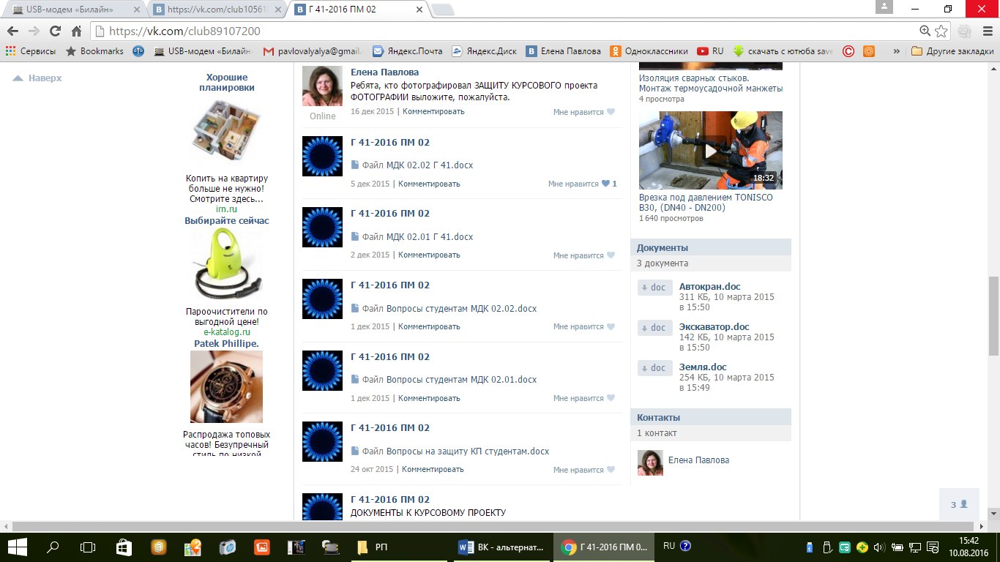 USB-модем «Билайн»
https://vk.com/club1056
Г 41-2016 ПМ 02
https://vk.com/club89107200
Сервисы
Bookmarks
USB-модем «Билайн
pavlovalyalya@gmail.
Яндекс.Почта
Яндекс.Диск
Елена Павлова
Одноклассники
RU
скачать с ютюба save
»
Другие закладки
Наверх
Хорошие
планировки
Копить на квартиру
больше не нужно!
Смотрите здесь...
irn.ru
Выбирайте сейчас
Пароочистители по
выгодной цене!
e-katalog.ru
Patek Phillipe.
Распродажа топовых
часов! Безупречный
стиль по низкой
Елена Павлова
Ребята, кто фотографировал ЗАЩИТУ КУРСОВОГО проекта
ФОТОГРАФИИ выложите, пожалуйста.
Online
16 дек 2015 | Комментировать
Мне нравится
Г 41-2016 ПМ 02
Файл МДК 02.02 Г 41.docx
5 дек 2015 | Комментировать
Мне нравится 1
Г 41-2016 ПМ 02
Файл МДК 02.01 Г 41.docx
2 дек 2015 | Комментировать
Мне нравится
Г 41-2016 ПМ 02
Файл Вопросы студентам МДК 02.02.docx
1 дек 2015 | Комментировать
Мне нравится
Г 41-2016 ПМ 02
Файл Вопросы студентам МДК 02.01.docx
1 дек 2015 | Комментировать
Мне нравится
Г 41-2016 ПМ 02
Файл Вопросы на защиту КП студентам.docx
24 окт 2015 | Комментировать
Мне нравится
Г 41-2016 ПМ 02
ДОКУМЕНТЫ К КУРСОВОМУ ПРОЕКТУ
Изоляция сварных стыков.
Монтаж термоусадочной манжеты
4 просмотра
18:32
Врезка под давлением TONISCO
B30, (DN40 - DN200)
1 640 просмотров
Документы
3 документа
doc
Автокран.doc
311 КБ, 10 марта 2015
в 15:50
doc
Экскаватор.doc
142 КБ, 10 марта 2015
в 15:50
doc
Земля.doc
254 КБ, 10 марта 2015
в 15:49
Контакты
1 контакт
Елена Павлова
3
РП
ВК - альтернат...
Г 41-2016 ПМ 0...
RU
15:42
10.08.2016